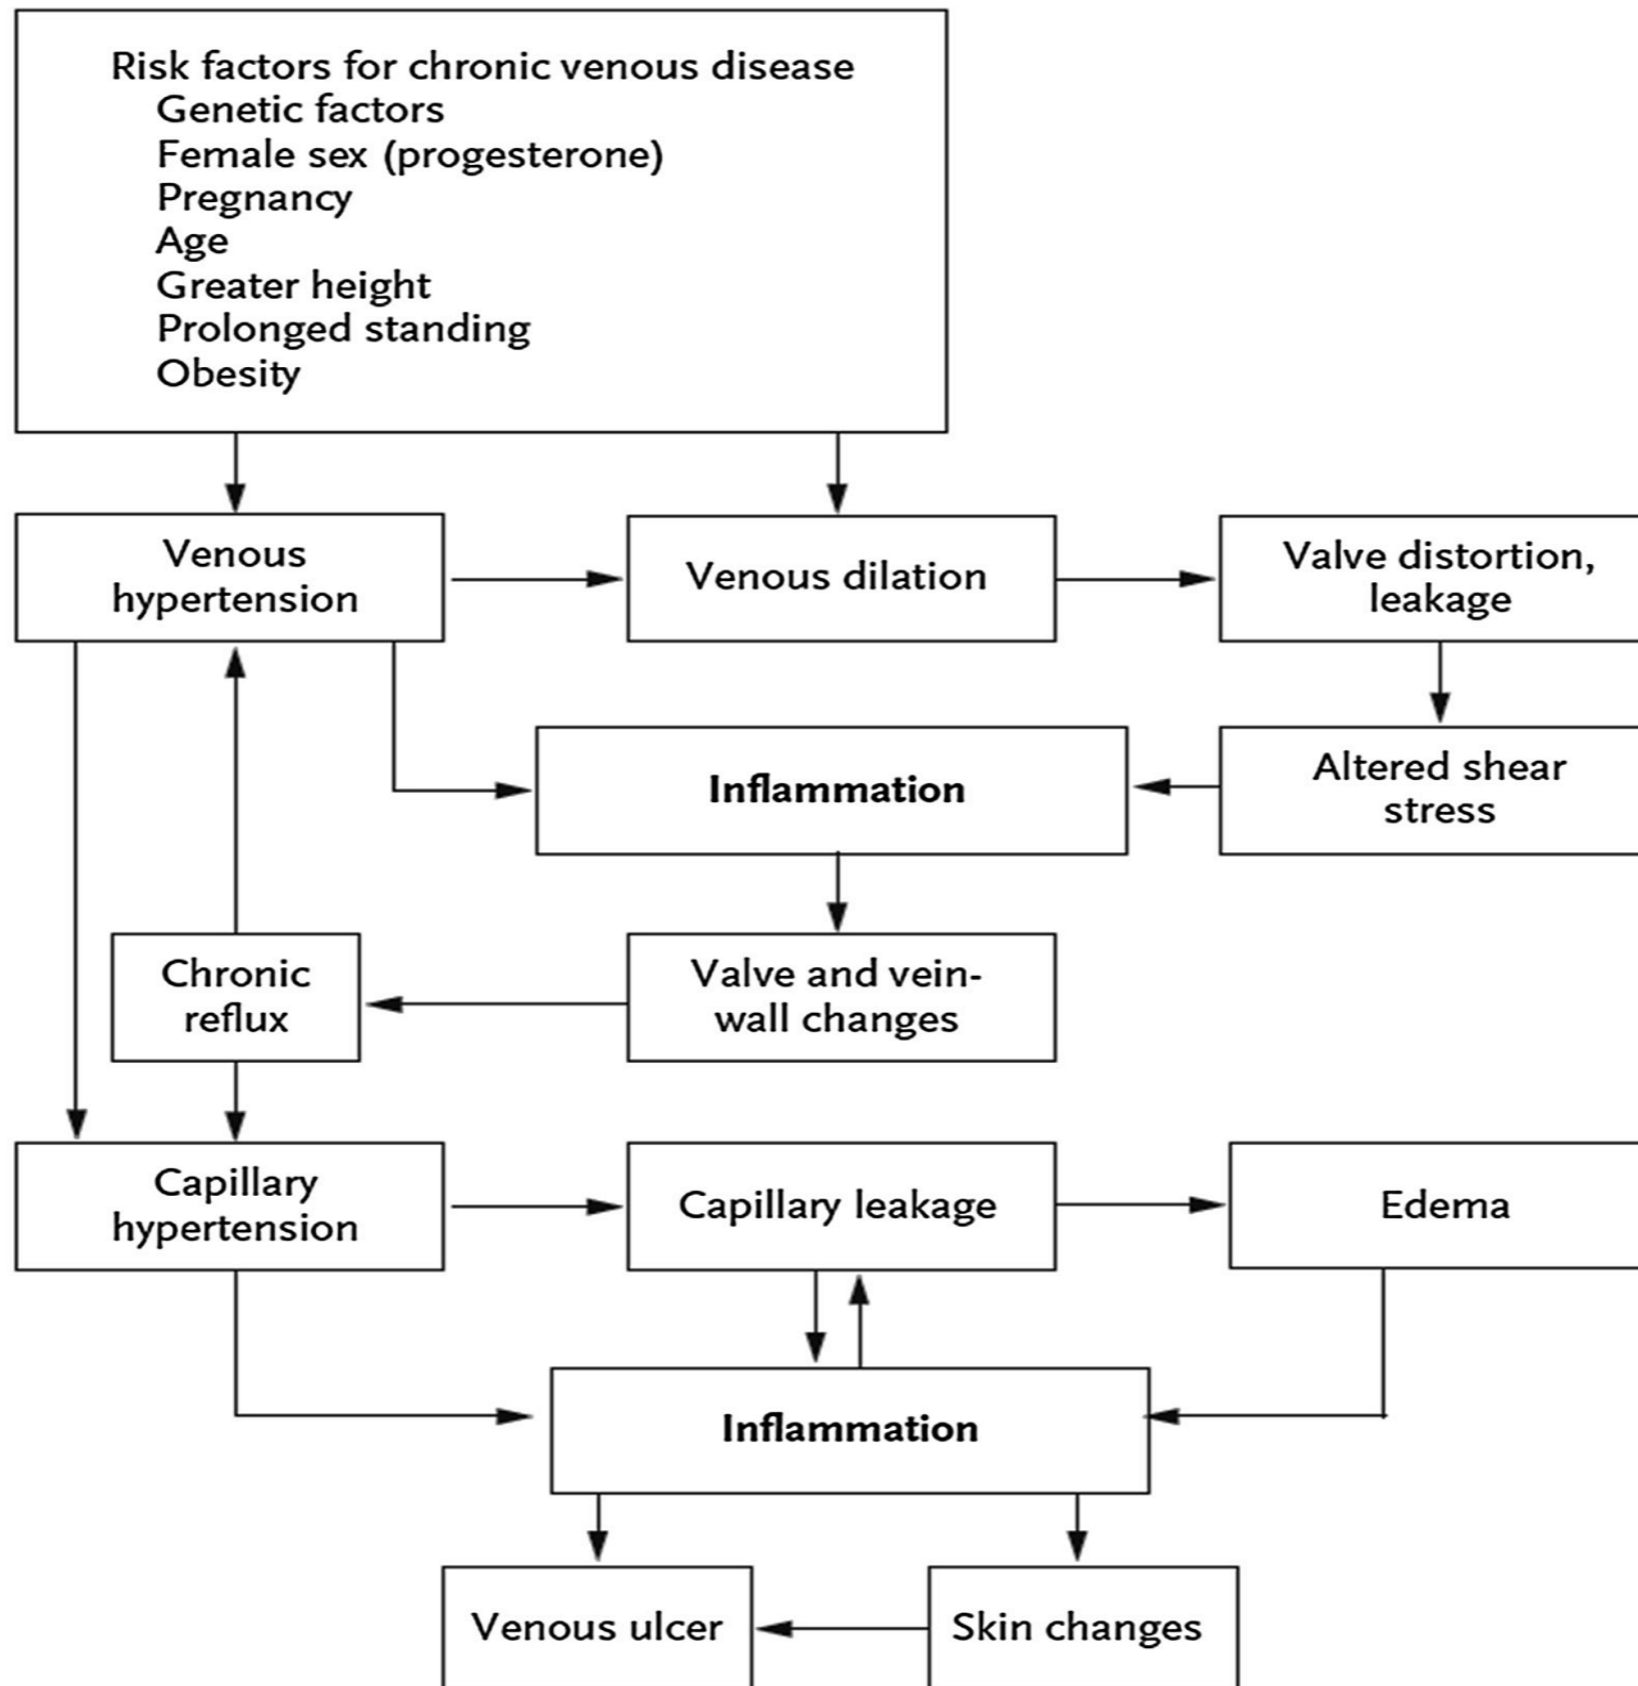 Risk factors for chronic venous disease
Genetic factors
Female sex (progesterone)
Pregnancy
Age
Greater height
Prolonged standing
Obesity
Venous
hypertension
Venous dilation
Valve distortion,
leakage
Inflammation
Altered shear
stress
Chronic
reflux
Valve and vein-
wall changes
Capillary
hypertension
Capillary leakage
Edema
Inflammation
Venous ulcer
Skin changes